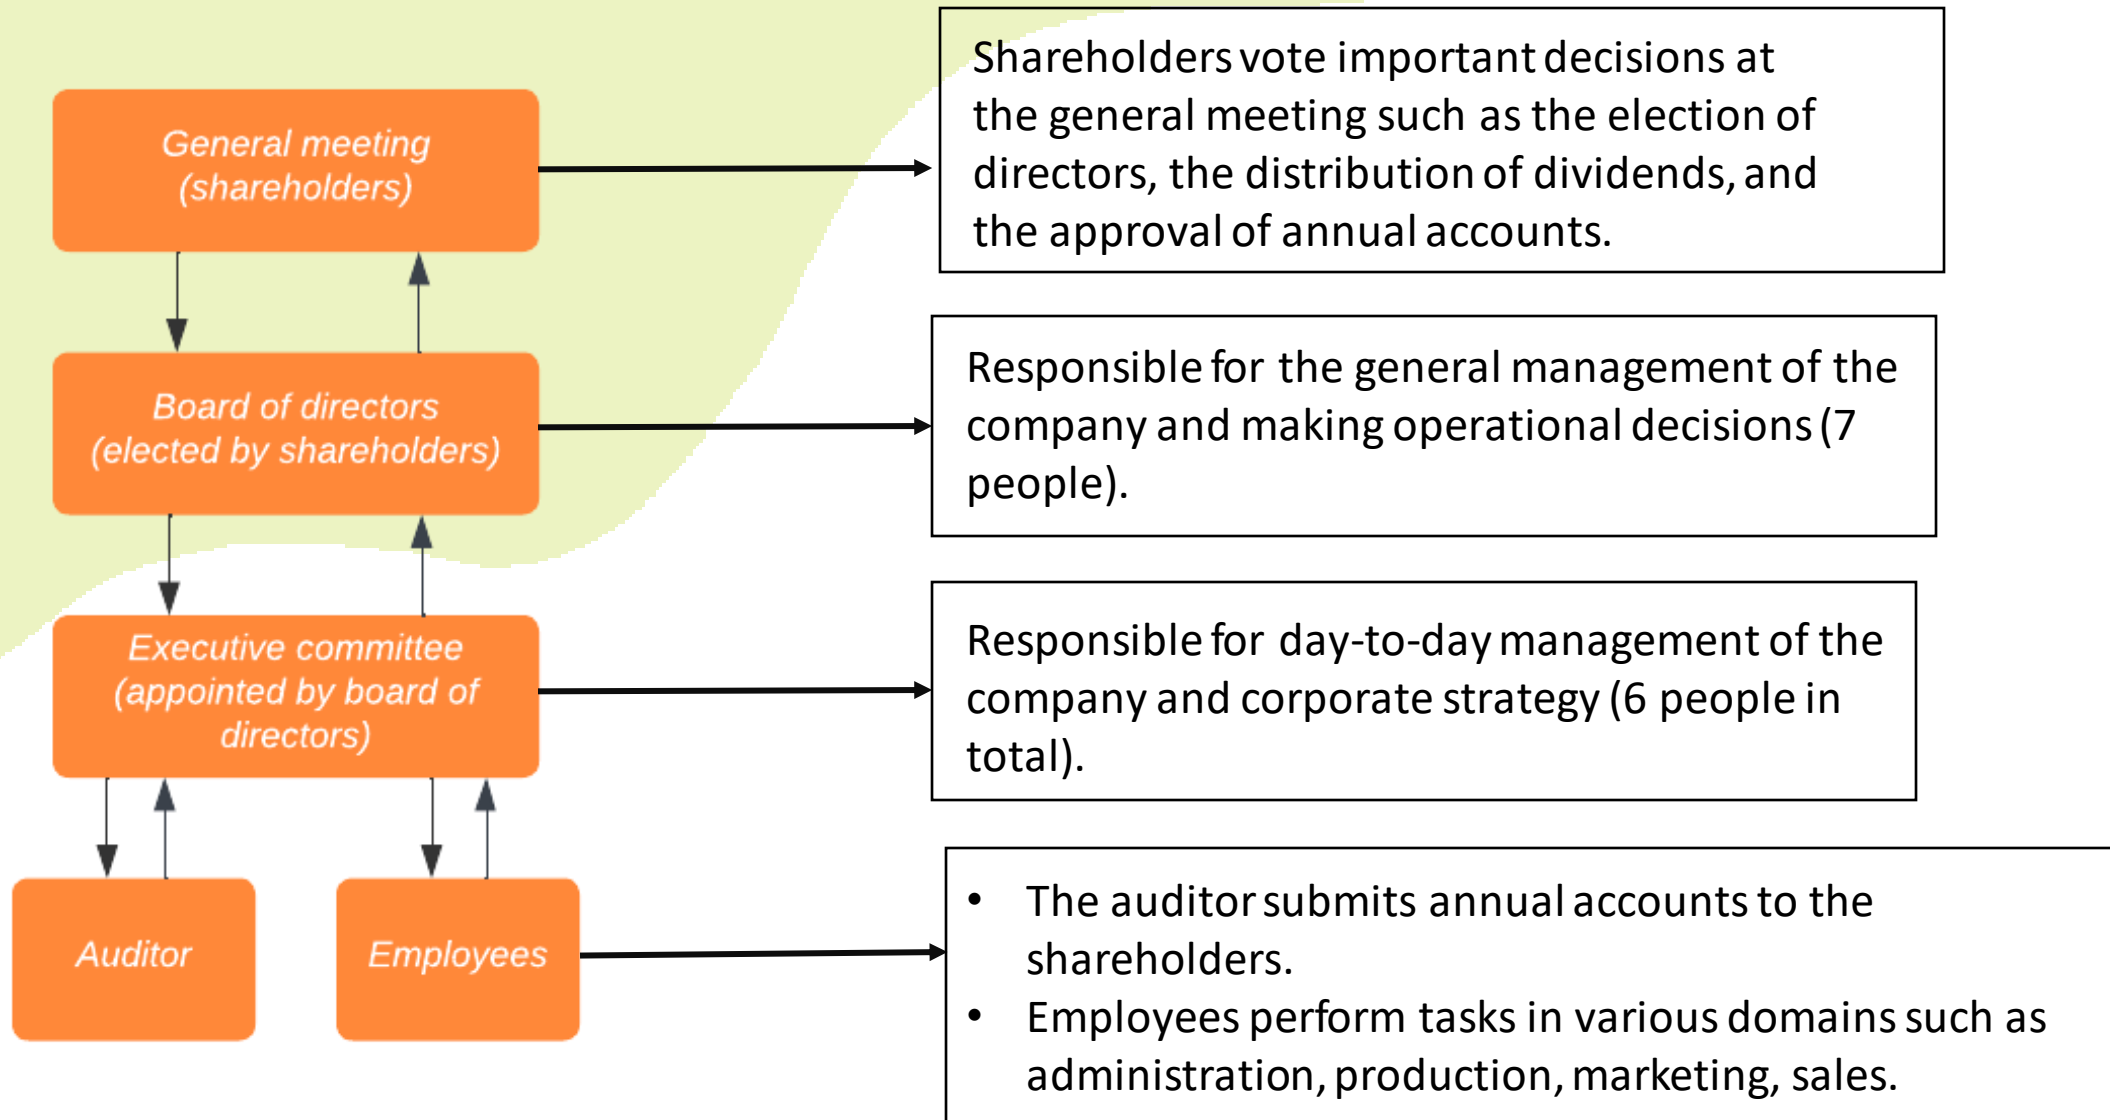 General meeting
(shareholders)
Shareholders vote important decisions at
the general meeting such as the election of
directors, the distribution of dividends, and
the approval of annual accounts.
Board of directors
(elected by shareholders)
Responsible for the general management of the
company and making operational decisions (7
people).
Executive committee
(appointed by board of
directors)
Responsible for day-to-day management of the
company and corporate strategy (6 people in
total).
Auditor
Employees
• The auditor submits annual accounts to the
shareholders.
• Employees perform tasks in various domains such as
administration, production, marketing, sales.